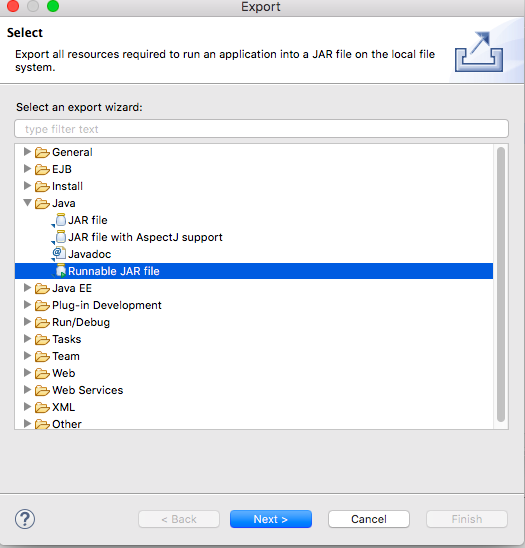 Export
Select
Export all resources required to run an application into a JAR file on the local file
system.
Select an export wizard:
type filter text
General
EJB
Install
Java
JAR file
JAR file with AspectJ support
Javadoc
Runnable JAR file
Java EE
Plug-in Development
Run/Debug
Tasks
Team
Web
Web Services
XML
Other
? < Back Next > Cancel Finish